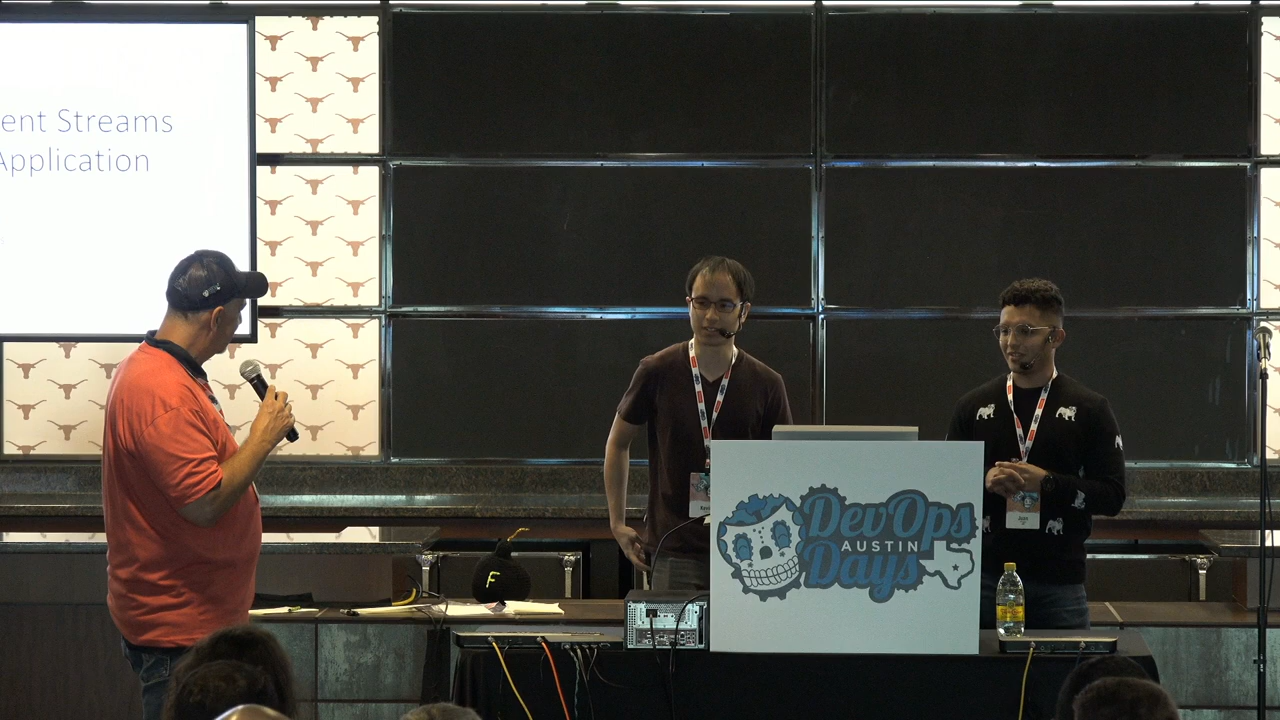 ent Streams
Application
DevOps
AUSTIN
Days
F